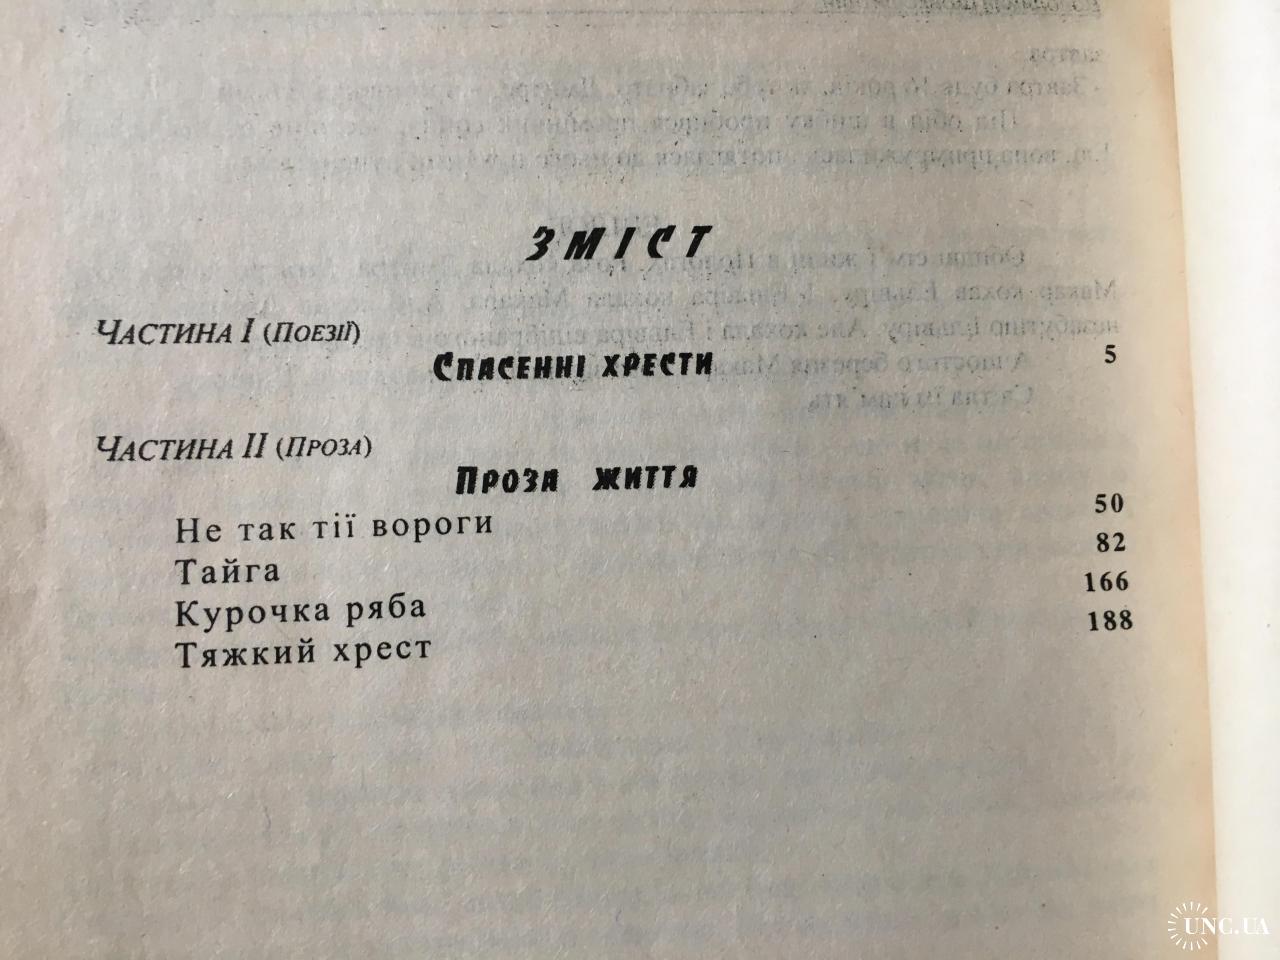 ЗМІСТ
ЧАСТИНА І (ПОЕЗІЇ)
СПАСЕННІ ХРЕСТИ 5
ЧАСТИНА ІІ (ПРОЗА)
ПРОЗА ЖИТТЯ
Не так тії вороги 50
Тайга 82
Курочка ряба 166
Тяжкий хрест 188
UNC.UA